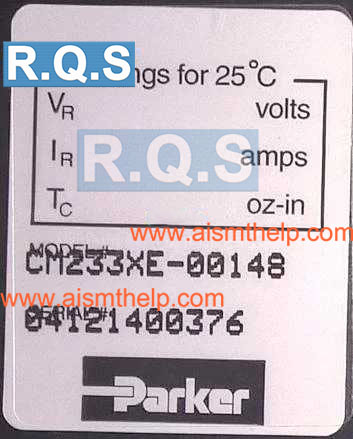 R.Q.S ngs for 25°C
VR volts
IR R.Q.S amps
TC oz-in
www.aismthelp.com
MODEL#
CM233XE-00148
www.aismthelp.com
SERIAL#
04121400376
Parker